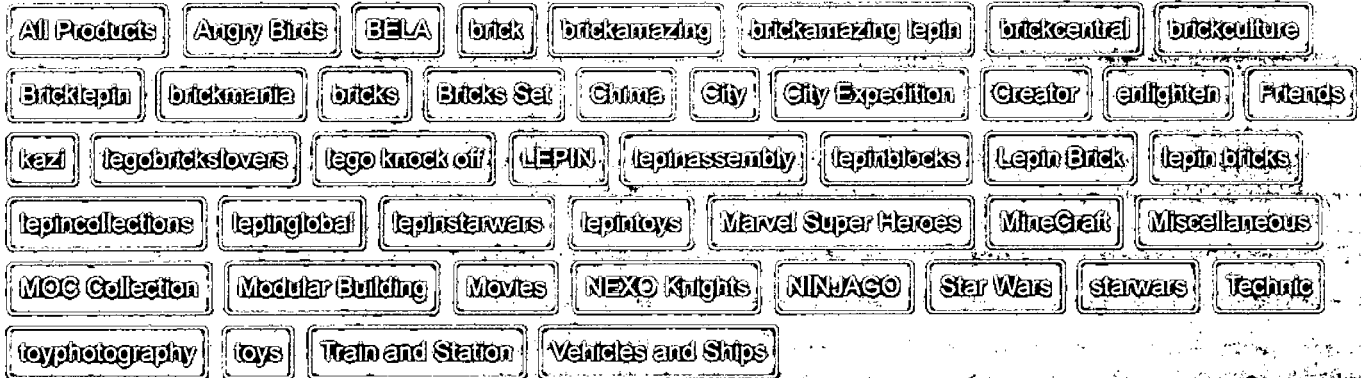 All Products Angry Birds BELA brick brickamazing brickamazing lepin brickcentral brickculture
Bricklepin brickmania bricks Bricks Set Chima City City Expedition Creator enlighten Friends
kazi legobrickslovers lego knock off LEPIN lepinassembly lepinblocks Lepin Brick lepin bricks
lepincollections lepinglobal lepinstarwars lepintoys Marvel Super Heroes MineCraft Miscellaneous
MOC Collection Modular Building Movies NEXO Knights NINJAGO Star Wars starwars Technic
toyphotography toys Train and Station Vehicles and Ships